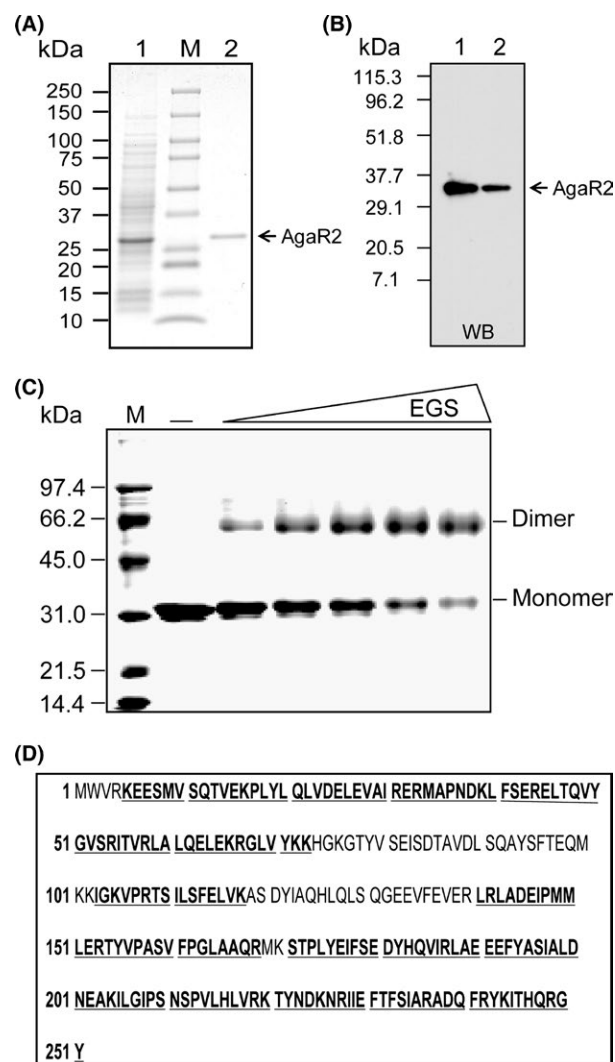 (A)
kDa 1 M 2
250
150
100
75
50
37
25
20
15
10
AgaR2
(B)
kDa 1 2
115.3
96.2
51.8
37.7
29.1
20.5
7.1
AgaR2
WB
(C)
kDa M — EGS
97.4
66.2
45.0
31.0
21.5
14.4
Dimer
Monomer
(D)
1 MWVRKEESMV SQTVEKPLYL QLVDELEVAI RERMAPNDKL FSERELTQVY
51 GVSRITVRLA LQELEKRGLV YKKHGKGTYV SEISDTAVDL SQAYSFTEQM
101 KKIGKVPRTS ILSFELVKAS DYIAQHLQLS QGEEVFEVER LRLADEIPMM
151 LERTYVPASV FPGLAAQRMK STPLYEIFSE DYHQVIRLAE EEFYASIALD
201 NEAKILGIPS NSPVLHLVRK TYNDKNRIIE FTFSIARADQ FRYKITHQRG
251 Y